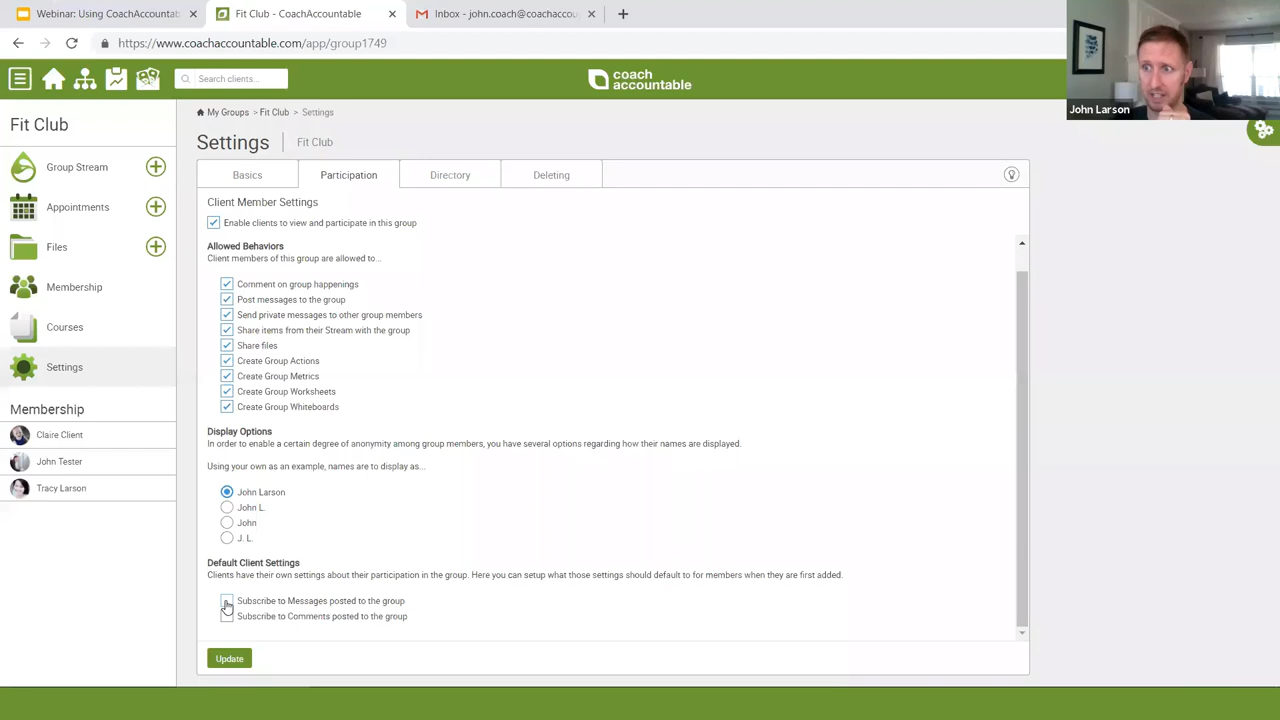 Webinar: Using CoachAccountable
Fit Club - CoachAccountable
Inbox - john.coach@coachaccou
https://www.coachaccountable.com/app/group1749
Search clients...
coach
accountable
John Larson
Fit Club
Group Stream
Appointments
Files
Membership
Courses
Settings
Membership
Claire Client
John Tester
Tracy Larson
My Groups > Fit Club > Settings
Settings | Fit Club
Basics
Participation
Directory
Deleting
Client Member Settings
Enable clients to view and participate in this group
Allowed Behaviors
Client members of this group are allowed to...
Comment on group happenings
Post messages to the group
Send private messages to other group members
Share items from their Stream with the group
Share files
Create Group Actions
Create Group Metrics
Create Group Worksheets
Create Group Whiteboards
Display Options
In order to enable a certain degree of anonymity among group members, you have several options regarding how their names are displayed.
Using your own as an example, names are to display as...
John Larson
John L.
John
J. L.
Default Client Settings
Clients have their own settings about their participation in the group. Here you can setup what those settings should default to for members when they are first added.
Subscribe to Messages posted to the group
Subscribe to Comments posted to the group
Update